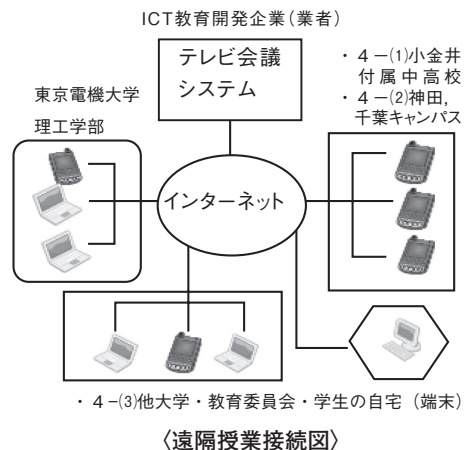 ICT教育開発企業(業者)
テレビ会議
システム
・ 4 ー⑴小金井
付属中高校
・ 4 ー⑵神田,
千葉キャンパス
東京電機大学
理工学部
インターネット
・ 4 -⑶他大学・教育委員会・学生の自宅(端末)
〈遠隔授業接続図〉